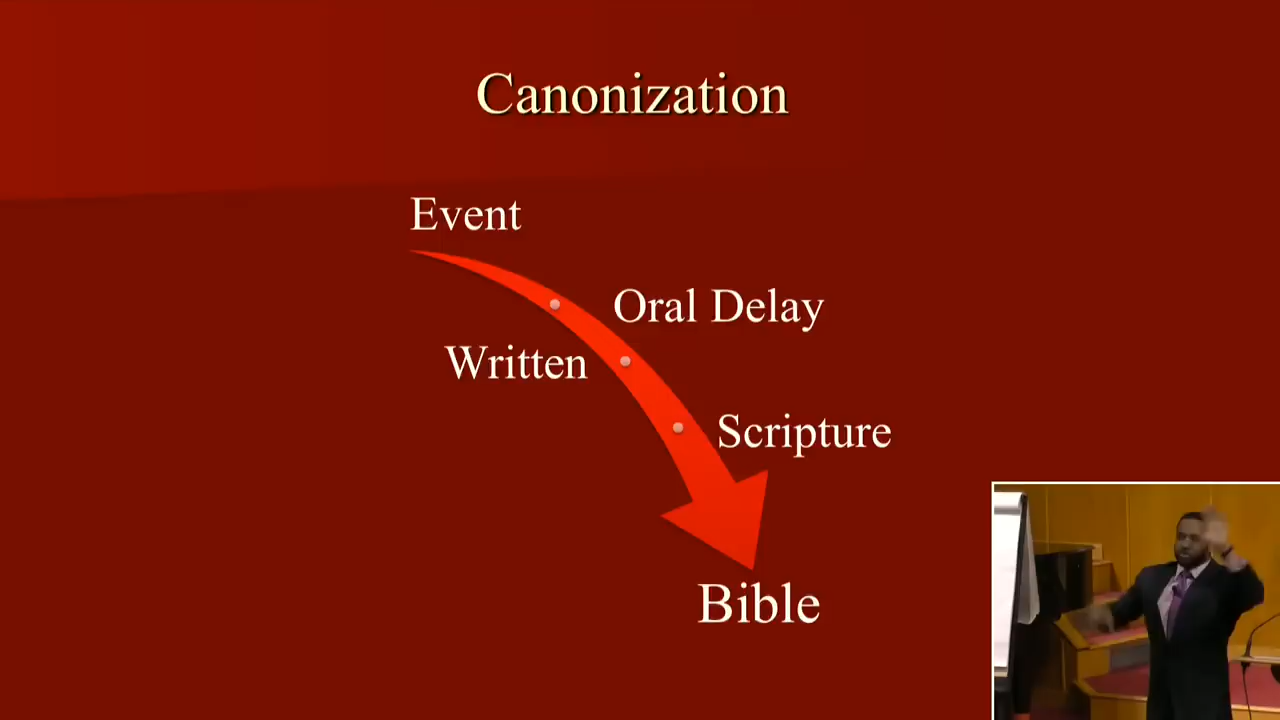 Canonization
Event
Oral Delay
Written
Scripture
Bible